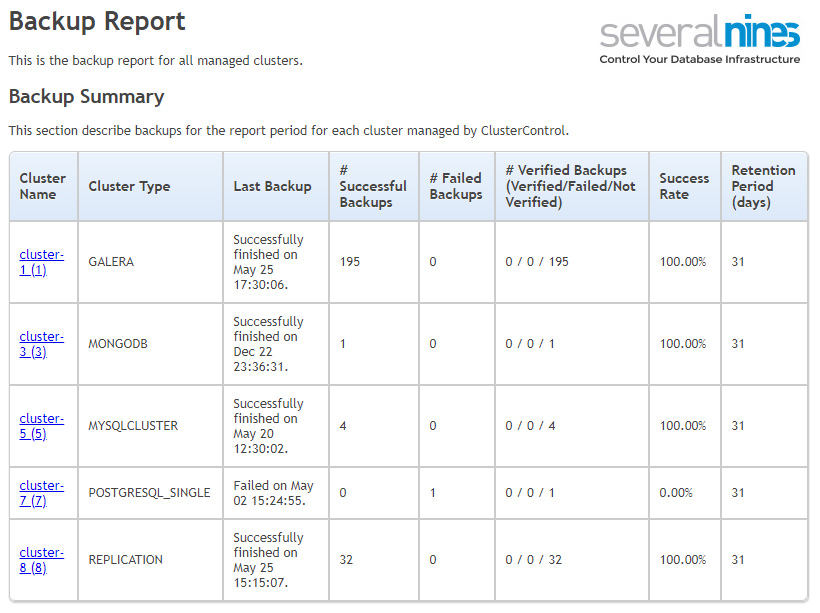 Backup Report
severalnines
Control Your Database Infrastructure
This is the backup report for all managed clusters.
Backup Summary
This section describe backups for the report period for each cluster managed by ClusterControl.
Cluster
Name
Cluster Type
Last Backup
#
Successful
Backups
# Failed
Backups
# Verified Backups
(Verified/Failed/Not
Verified)
Success
Rate
Retention
Period
(days)
cluster-
1 (1)
GALERA
Successfully
finished on
May 25
17:30:06.
195
0
0 / 0 / 195
100.00%
31
cluster-
3 (3)
MONGODB
Successfully
finished on
Dec 22
23:36:31.
1
0
0 / 0 / 1
100.00%
31
cluster-
5 (5)
MYSQLCLUSTER
Successfully
finished on
May 20
12:30:02.
4
0
0 / 0 / 4
100.00%
31
cluster-
7 (7)
POSTGRESQL_SINGLE
Failed on May
02 15:24:55.
0
1
0 / 0 / 1
0.00%
31
cluster-
8 (8)
REPLICATION
Successfully
finished on
May 25
15:15:07.
32
0
0 / 0 / 32
100.00%
31